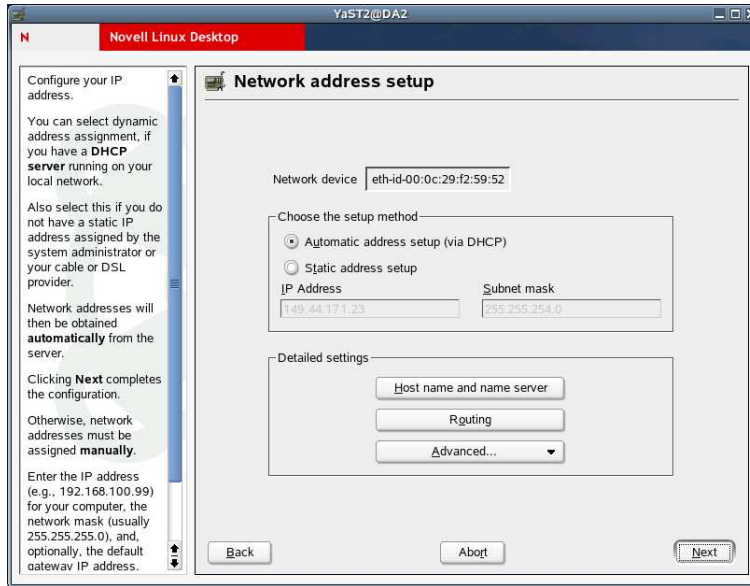 YaST2@DA2
N
Novell Linux Desktop
Configure your IP
address.
You can select dynamic
address assignment, if
you have a DHCP
server running on your
local network.
Also select this if you do
not have a static IP
address assigned by the
system administrator or
your cable or DSL
provider.
Network addresses will
then be obtained
automatically from the
server.
Clicking Next completes
the configuration.
Otherwise, network
addresses must be
assigned manually.
Enter the IP address
(e.g., 192.168.100.99)
for your computer, the
network mask (usually
255.255.255.0), and,
optionally, the default
gateway IP address.
Network address setup
Network device eth-id-00:0c:29:f2:59:52
Choose the setup method
Automatic address setup (via DHCP)
Static address setup
IP Address Subnet mask
149.44.171.23 255.255.254.0
Detailed settings
Host name and name server
Routing
Advanced...
Back Abort Next